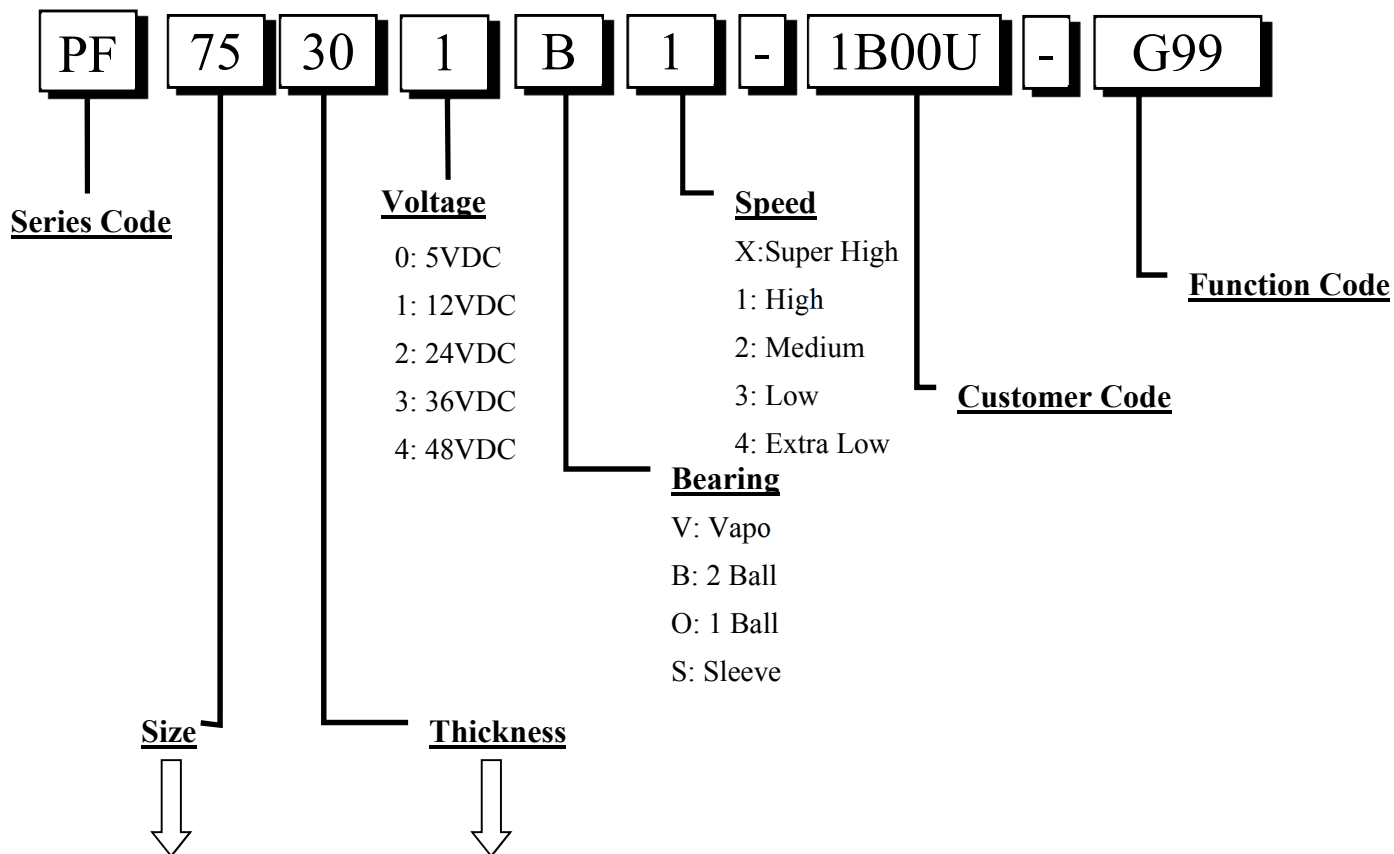 PF 75 30 1 B 1 - 1B00U - G99
Series Code
Voltage
0: 5VDC
1: 12VDC
2: 24VDC
3: 36VDC
4: 48VDC
Speed
X:Super High
1: High
2: Medium
3: Low
4: Extra Low
Function Code
Customer Code
Bearing
V: Vapo
B: 2 Ball
O: 1 Ball
S: Sleeve
Size
Thickness